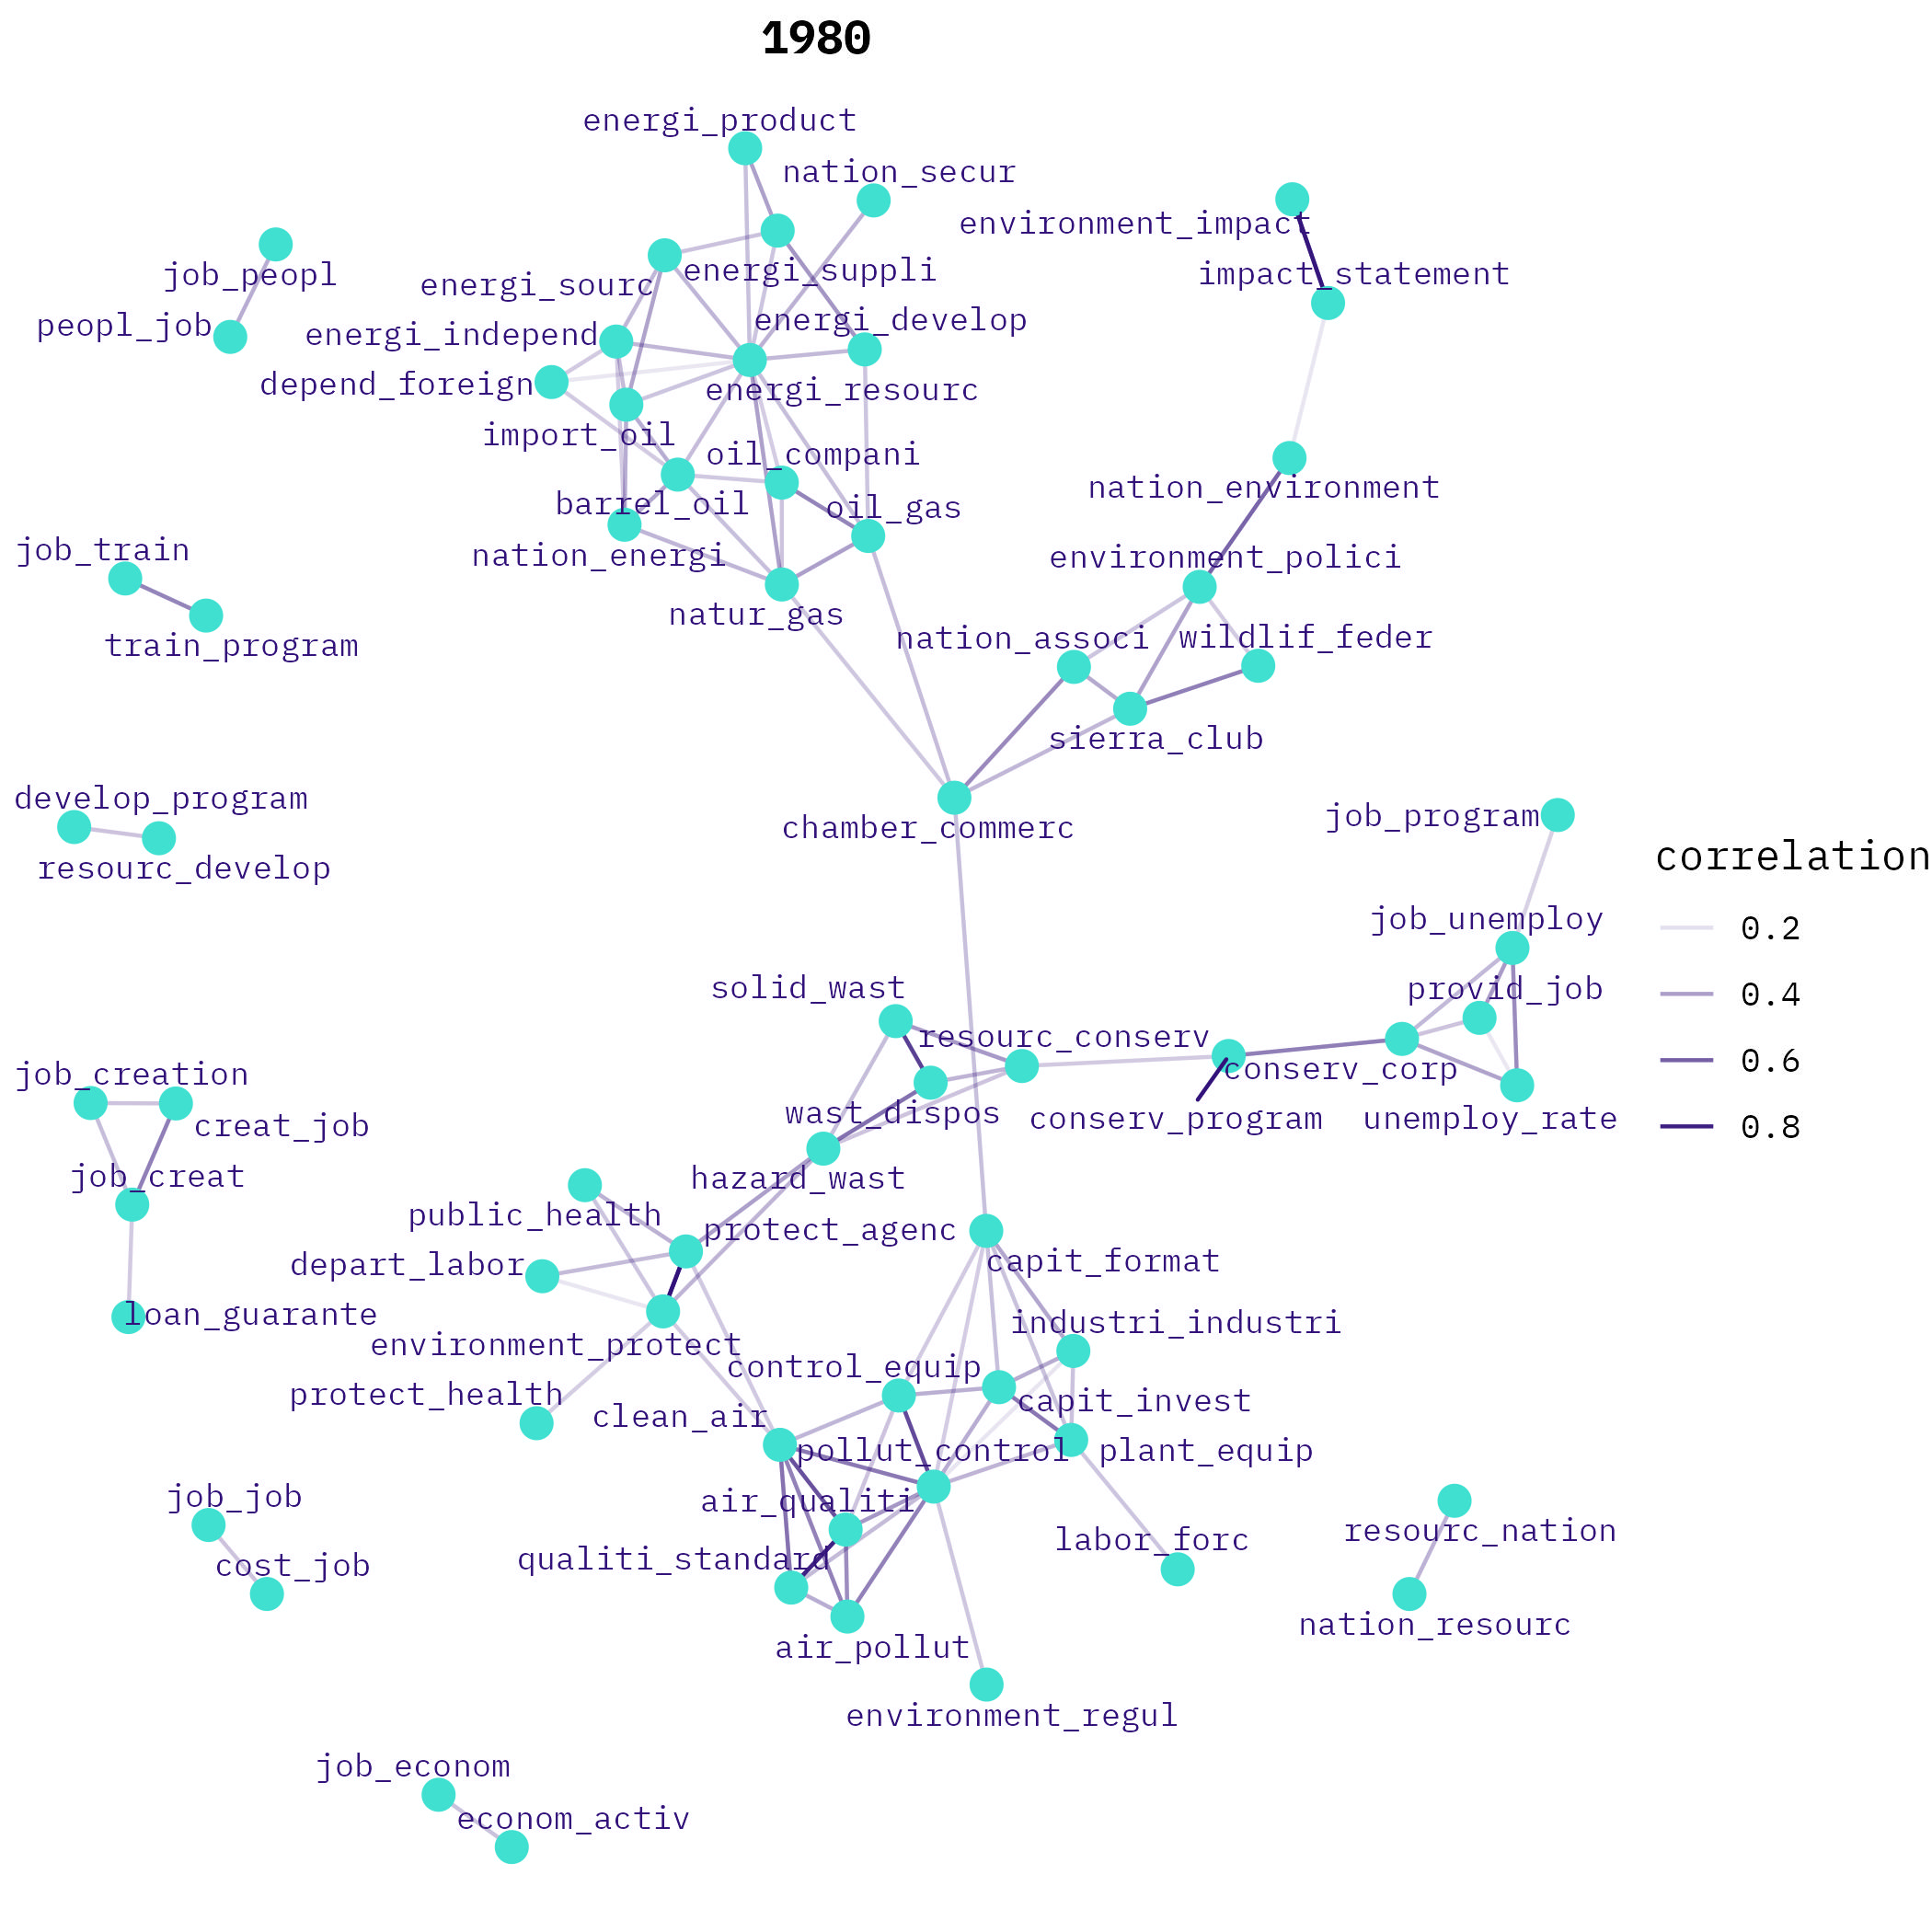 1980
energi_product
nation_secur
environment_impact
energi_suppli
job_peopl
impact_statement
energi_sourc
energi_develop
peopl_job
energi_independ
depend_foreign
energi_resourc
import_oil
oil_compani
nation_environment
barrel_oil
oil_gas
job_train
nation_energi
environment_polici
natur_gas
nation_associ
wildlif_feder
train_program
sierra_club
develop_program
chamber_commerc
job_program
resourc_develop
correlation
job_unemploy
0.2
solid_wast
provid_job
0.4
resourc_conserv
0.6
job_creation
conserv_corp
wast_dispos
conserv_program
unemploy_rate
creat_job
0.8
job_creat
hazard_wast
public_health
protect_agenc
depart_labor
capit_format
loan_guarante
industri_industri
environment_protect
control_equip
protect_health
capit_invest
clean_air
pollut_control
plant_equip
job_job
air_qualiti
resourc_nation
labor_forc
cost_job
qualiti_standard
nation_resourc
air_pollut
environment_regul
job_econom
econom_activ